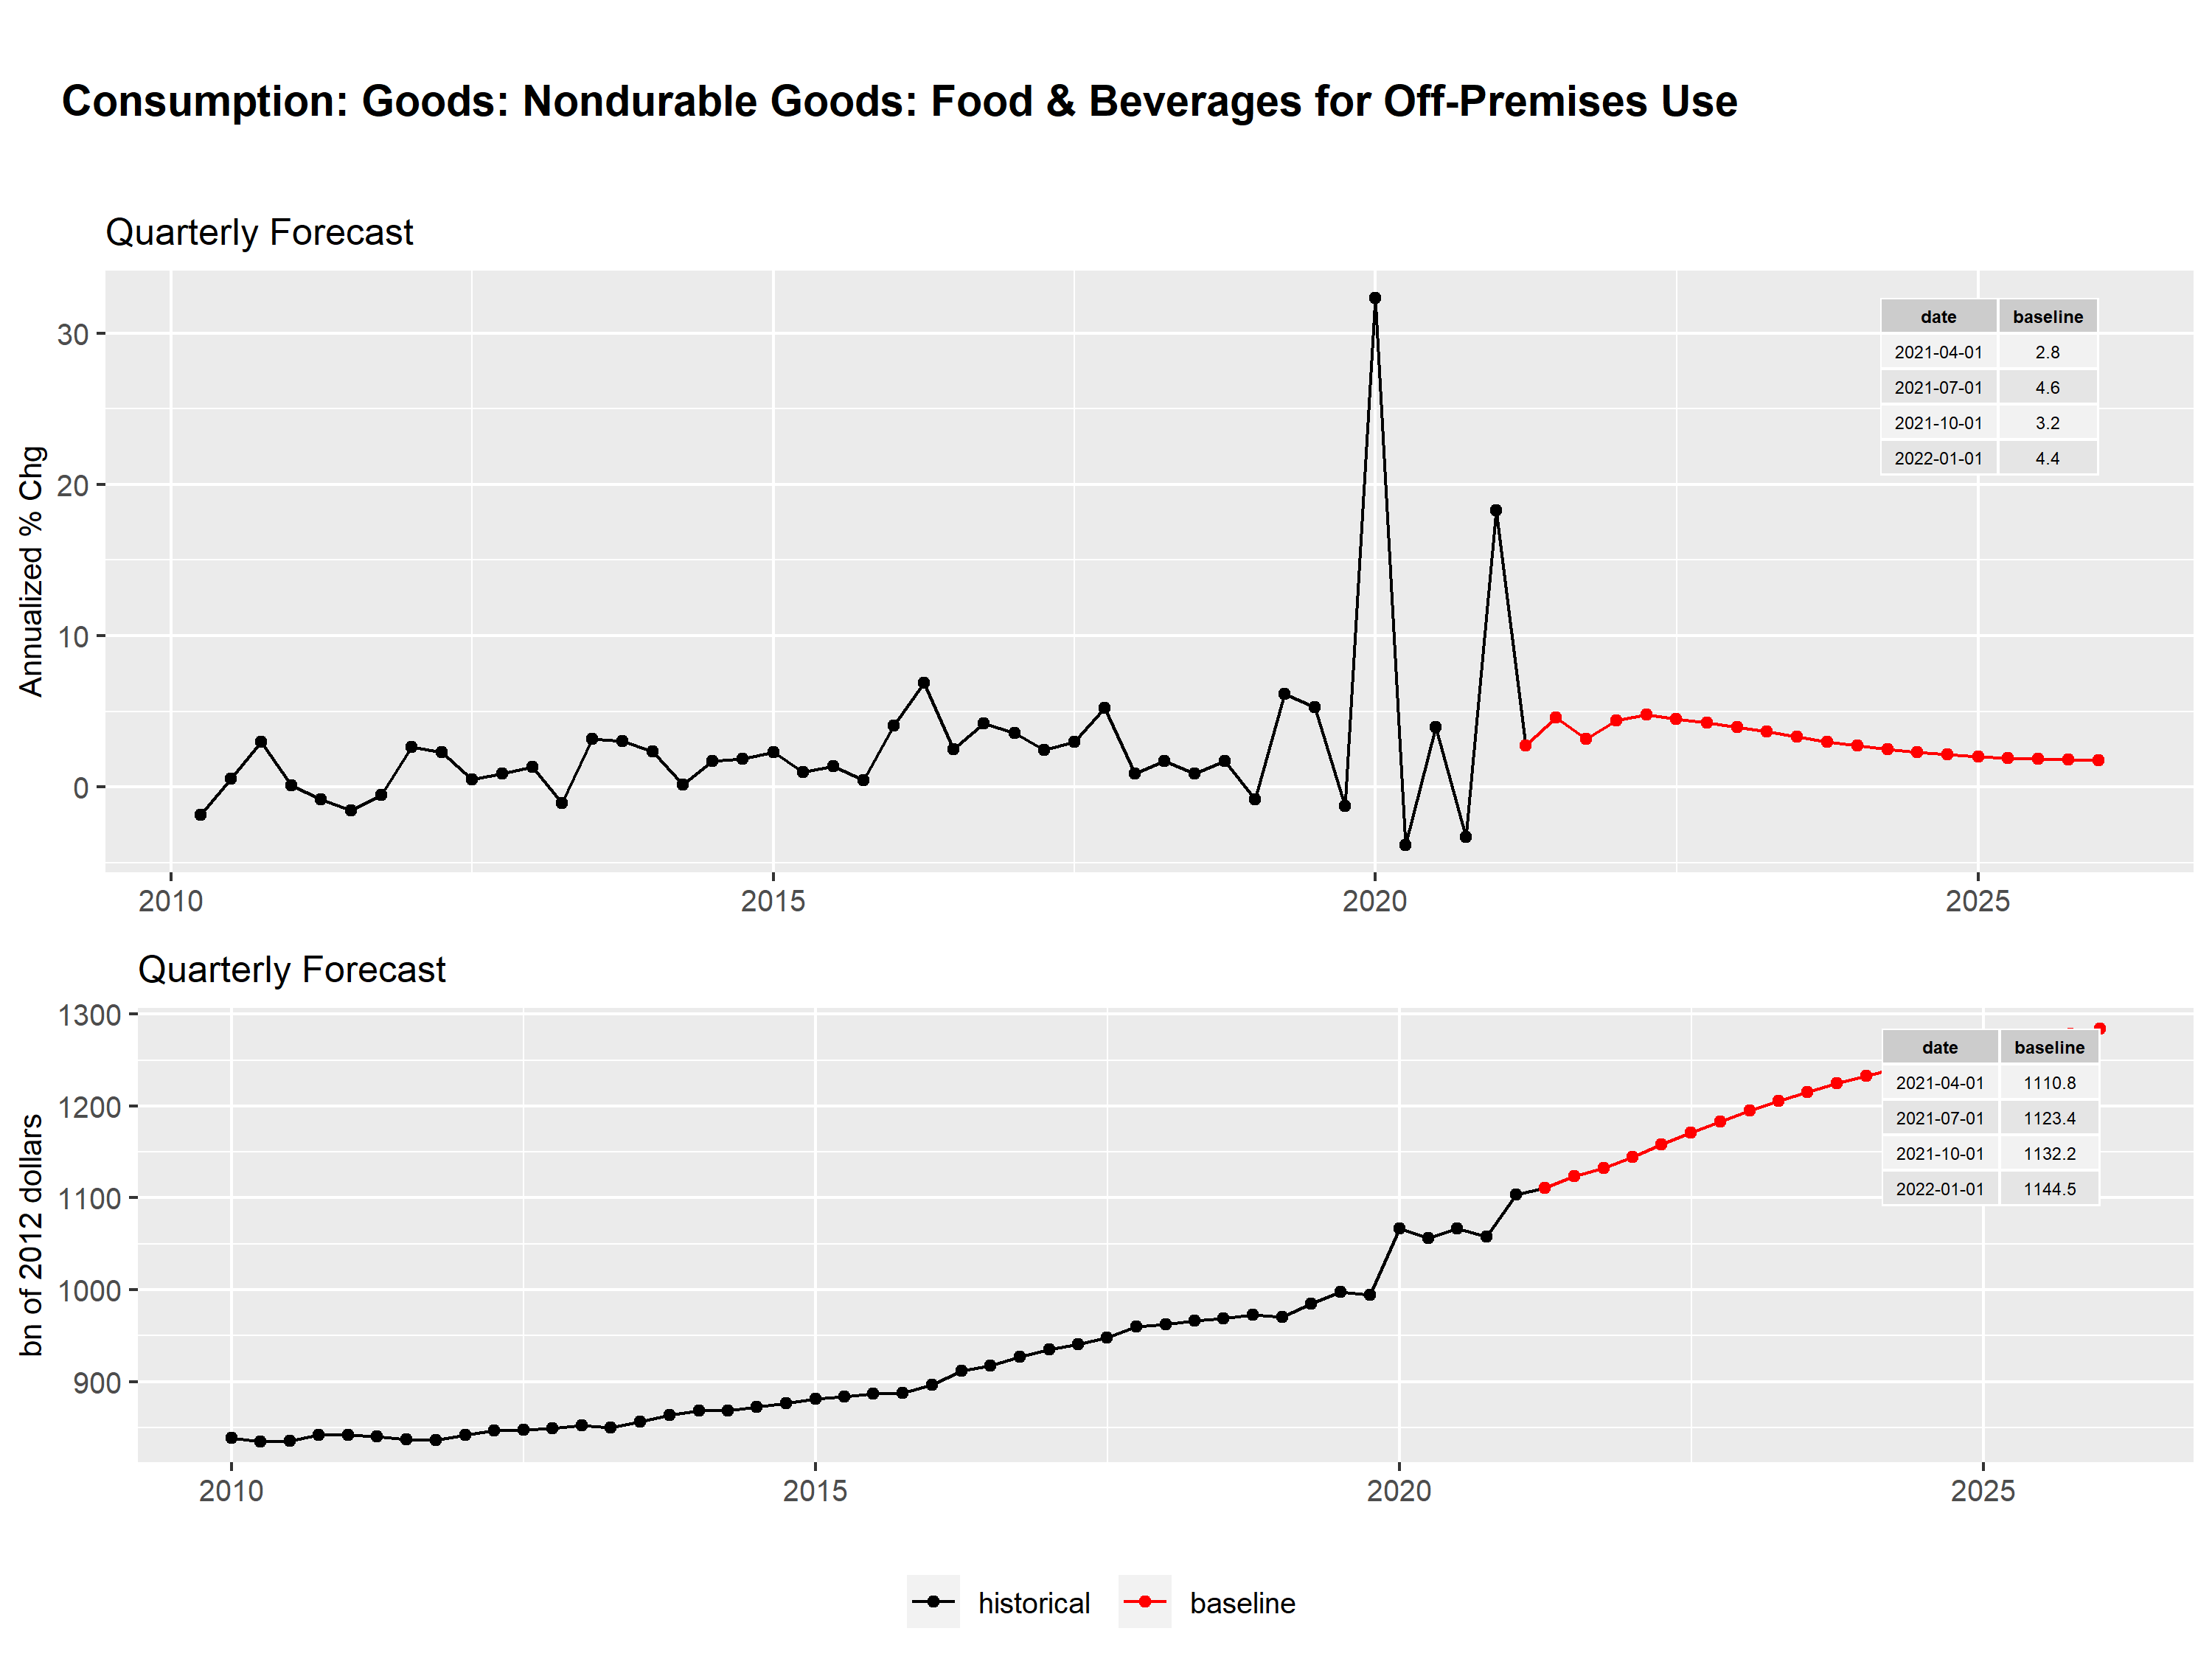 Consumption: Goods: Nondurable Goods: Food & Beverages for Off-Premises Use
Quarterly Forecast
Annualized % Chg
30
20
10
0
date baseline
2021-04-01 2.8
2021-07-01 4.6
2021-10-01 3.2
2022-01-01 4.4
2010 2015 2020 2025
Quarterly Forecast
bn of 2012 dollars
1300
1200
1100
1000
900
date baseline
2021-04-01 1110.8
2021-07-01 1123.4
2021-10-01 1132.2
2022-01-01 1144.5
2010 2015 2020 2025
historical baseline